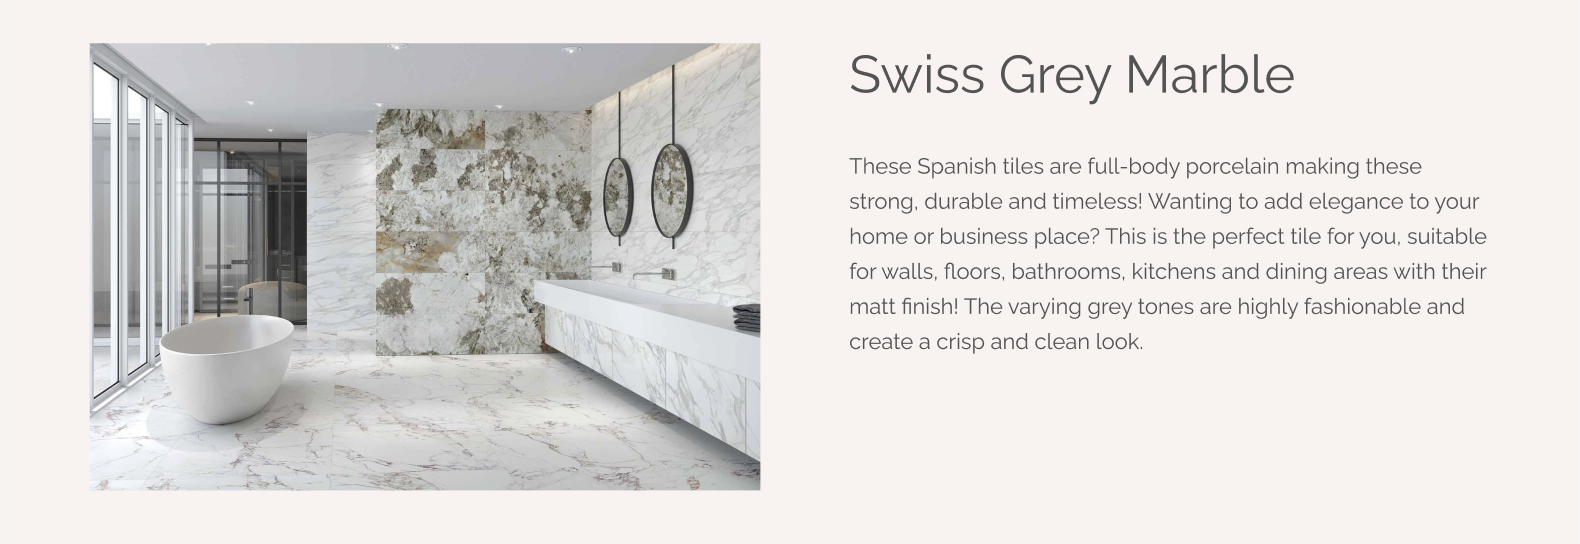 Swiss Grey Marble
These Spanish tiles are full-body porcelain making these
strong, durable and timeless! Wanting to add elegance to your
home or business place? This is the perfect tile for you, suitable
for walls, floors, bathrooms, kitchens and dining areas with their
matt finish! The varying grey tones are highly fashionable and
create a crisp and clean look.